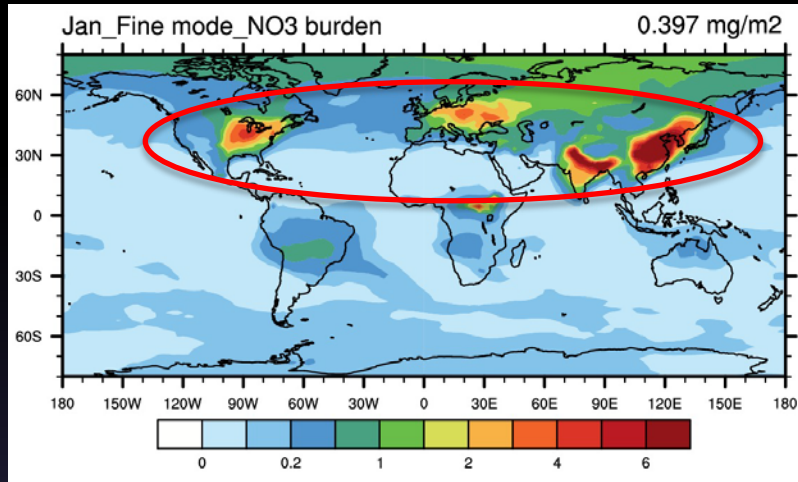 Jan_Fine mode_NO3 burden 0.397 mg/m2
60N
30N
0
30S
60S
180 150W 120W 90W 60W 30W 0 30E 60E 90E 120E 150E 180
0 0.2 1 2 4 6